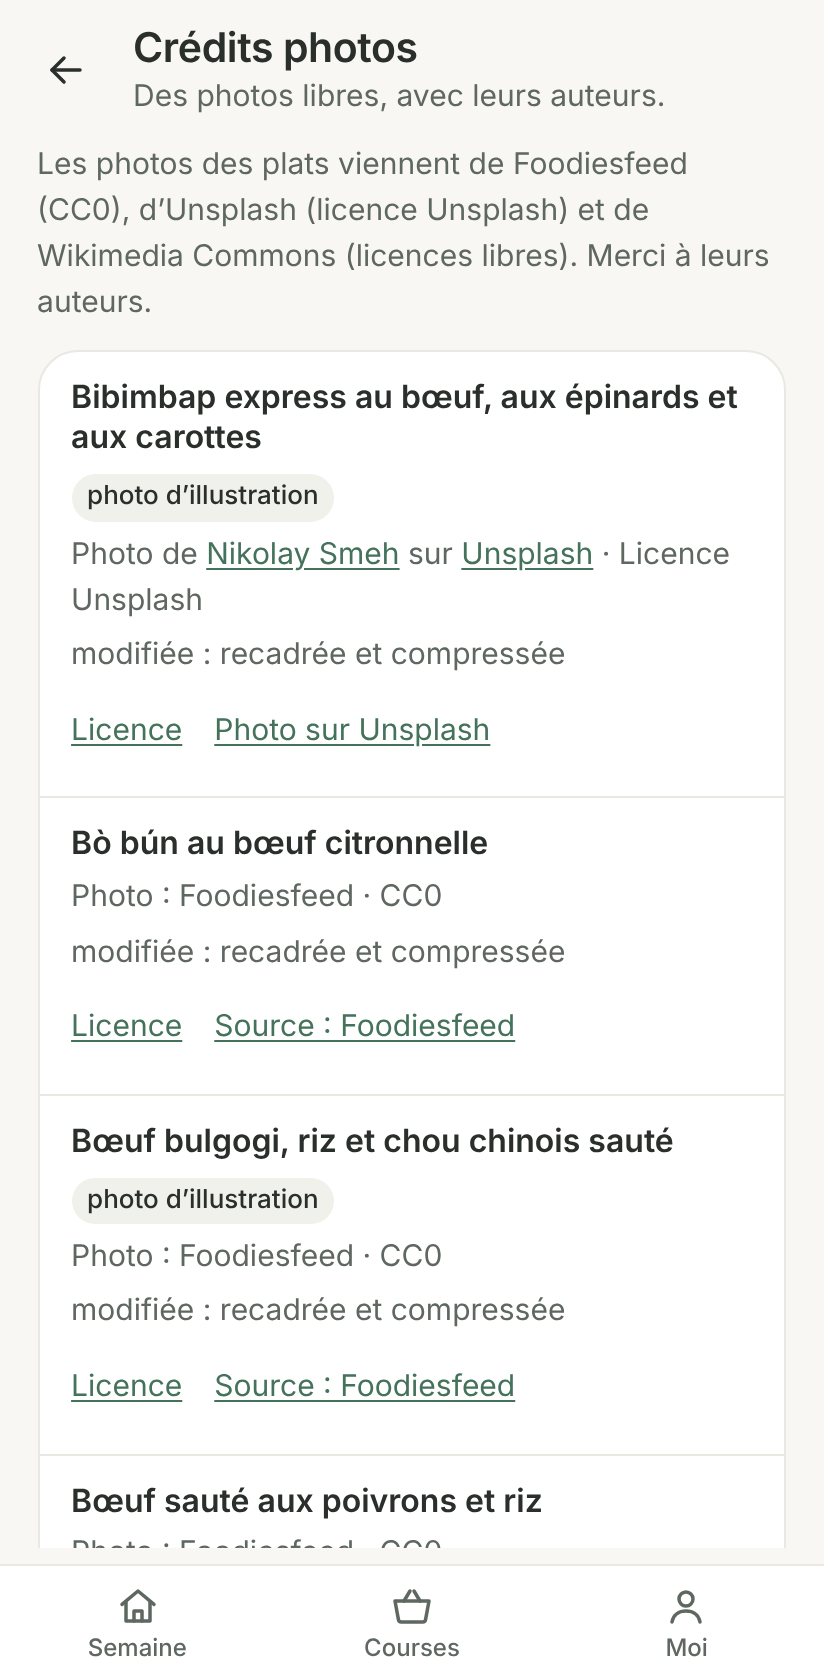 Crédits photos
Des photos libres, avec leurs auteurs.
Les photos des plats viennent de Foodiesfeed
(CC0), d’Unsplash (licence Unsplash) et de
Wikimedia Commons (licences libres). Merci à leurs
auteurs.
Bibimbap express au bœuf, aux épinards et
aux carottes
photo d’illustration
Photo de Nikolay Smeh sur Unsplash · Licence
Unsplash
modifiée : recadrée et compressée
Licence Photo sur Unsplash
Bò bún au bœuf citronnelle
Photo : Foodiesfeed · CC0
modifiée : recadrée et compressée
Licence Source : Foodiesfeed
Bœuf bulgogi, riz et chou chinois sauté
photo d’illustration
Photo : Foodiesfeed · CC0
modifiée : recadrée et compressée
Licence Source : Foodiesfeed
Bœuf sauté aux poivrons et riz
Photo : Foodiesfeed · CC0
Semaine Courses Moi